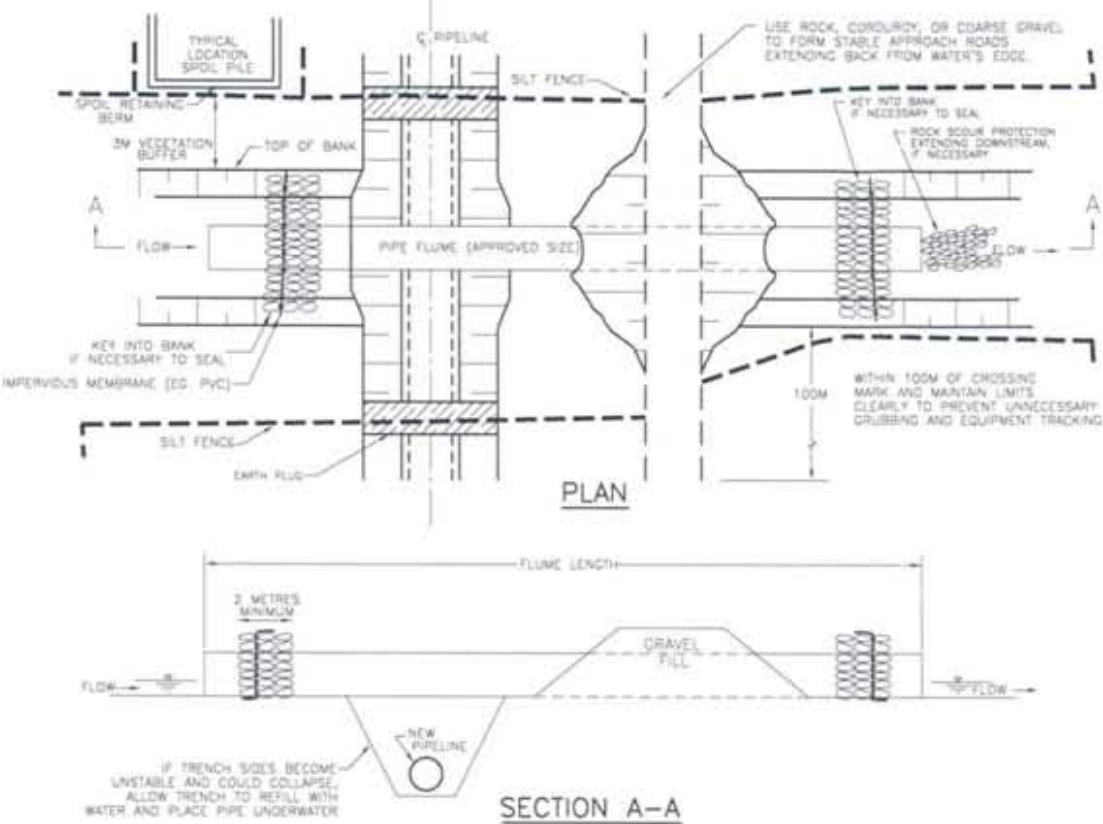 TYPICAL
LOCATION
SPOIL PILE
℄ PIPELINE
USE ROCK, CORDUROY, OR COARSE GRAVEL
TO FORM STABLE APPROACH ROADS
EXTENDING BACK FROM WATER'S EDGE.
SILT FENCE
SPOIL RETAINING
BERM
KEY INTO BANK
IF NECESSARY TO SEAL
3M VEGETATION
BUFFER
TOP OF BANK
ROCK SCOUR PROTECTION
EXTENDING DOWNSTREAM,
IF NECESSARY
A
A
FLOW
PIPE FLUME (APPROVED SIZE)
FLOW
KEY INTO BANK
IF NECESSARY TO SEAL
IMPERVIOUS MEMBRANE (EG. PVC)
100M
WITHIN 100M OF CROSSING
MARK AND MAINTAIN LIMITS
CLEARLY TO PREVENT UNNECESSARY
GRUBBING AND EQUIPMENT TRACKING
SILT FENCE
EARTH PLUG
PLAN
FLUME LENGTH
2 METRES
MINIMUM
GRAVEL
FILL
FLOW
FLOW
NEW
PIPELINE
IF TRENCH SIDES BECOME
UNSTABLE AND COULD COLLAPSE,
ALLOW TRENCH TO REFILL WITH
WATER AND PLACE PIPE UNDERWATER
SECTION A-A